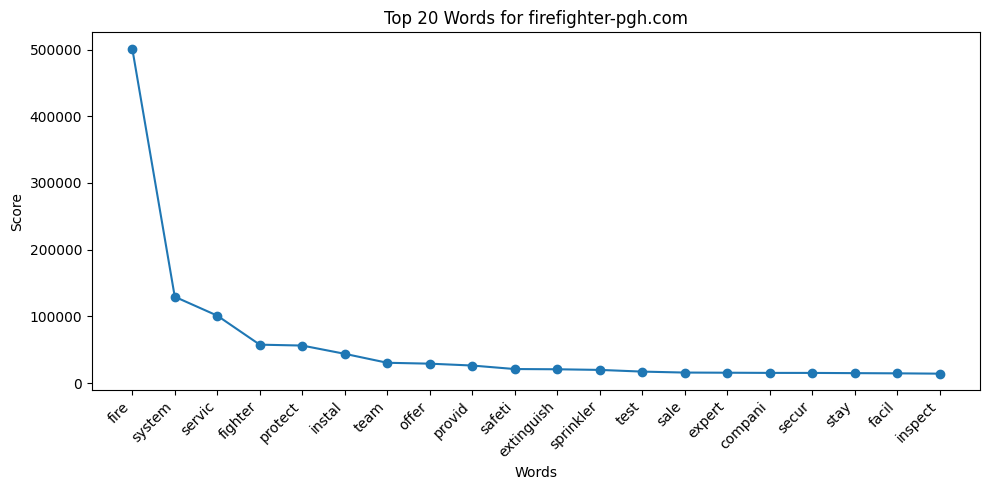 Top 20 Words for firefighter-pgh.com
500000
400000
300000
200000
100000
0
Score
fire
system
servic
fighter
protect
instal
team
offer
provid
safeti
extinguish
sprinkler
test
sale
expert
compani
secur
stay
facil
inspect
Words